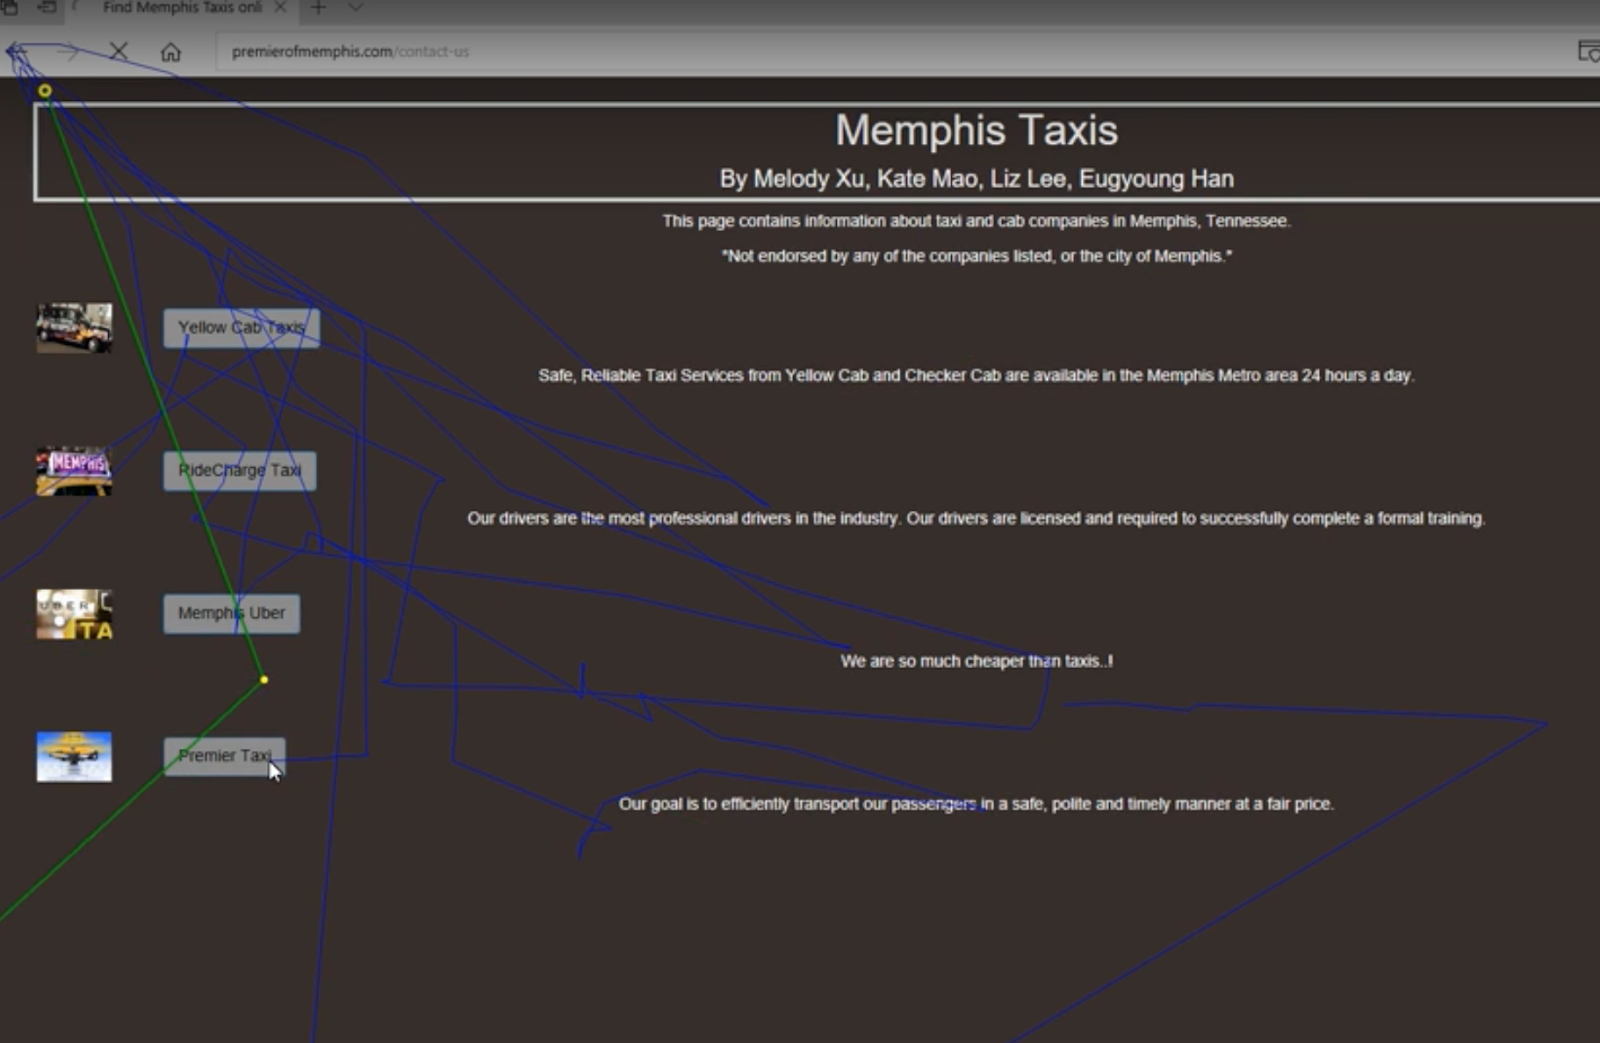 Find Memphis Taxis onli
premierofmemphis.com/contact-us
Memphis Taxis
By Melody Xu, Kate Mao, Liz Lee, Eugyoung Han
This page contains information about taxi and cab companies in Memphis, Tennessee.
*Not endorsed by any of the companies listed, or the city of Memphis.*
Yellow Cab Taxis
Safe, Reliable Taxi Services from Yellow Cab and Checker Cab are available in the Memphis Metro area 24 hours a day.
MEMPHIS
RideCharge Taxi
Our drivers are the most professional drivers in the industry. Our drivers are licensed and required to successfully complete a formal training.
UBER
TA
Memphis Uber
We are so much cheaper than taxis..!
Premier Taxi
Our goal is to efficiently transport our passengers in a safe, polite and timely manner at a fair price.